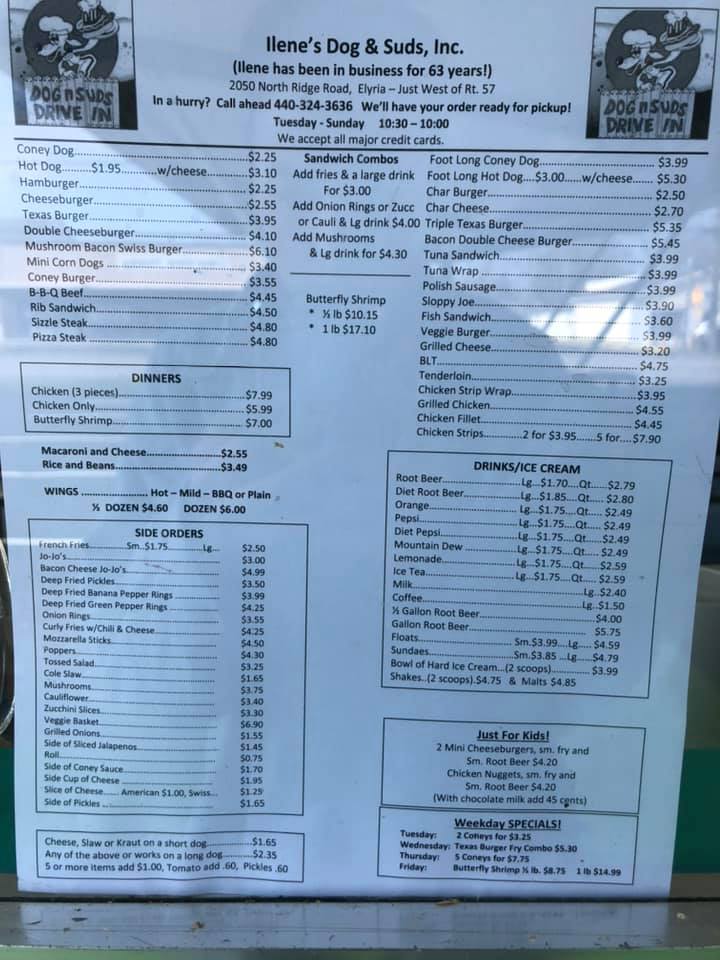 DOG n SUDS
DRIVE IN
Ilene's Dog & Suds, Inc.
(Ilene has been in business for 63 years!)
2050 North Ridge Road, Elyria – Just West of Rt. 57
In a hurry? Call ahead 440-324-3636 We'll have your order ready for pickup!
Tuesday - Sunday 10:30 – 10:00
We accept all major credit cards.
DOG n SUDS
DRIVE IN
Coney Dog....$2.25
Hot Dog....$1.95....w/cheese....$3.10
Hamburger....$2.25
Cheeseburger....$2.55
Texas Burger....$3.95
Double Cheeseburger....$4.10
Mushroom Bacon Swiss Burger....$6.10
Mini Corn Dogs....$3.40
Coney Burger....$3.55
B-B-Q Beef....$4.45
Rib Sandwich....$4.50
Sizzle Steak....$4.80
Pizza Steak....$4.80
Sandwich Combos
Add fries & a large drink
For $3.00
Add Onion Rings or Zucc
or Cauli & Lg drink $4.00
Add Mushrooms
& Lg drink for $4.30
Butterfly Shrimp
* ½ lb $10.15
* 1 lb $17.10
Foot Long Coney Dog....$3.99
Foot Long Hot Dog....$3.00....w/cheese....$5.30
Char Burger....$2.50
Char Cheese....$2.70
Triple Texas Burger....$5.35
Bacon Double Cheese Burger....$5.45
Tuna Sandwich....$3.99
Tuna Wrap....$3.99
Polish Sausage....$3.99
Sloppy Joe....$3.90
Fish Sandwich....$3.60
Veggie Burger....$3.99
Grilled Cheese....$3.20
BLT....$4.75
Tenderloin....$3.25
Chicken Strip Wrap....$3.95
Grilled Chicken....$4.55
Chicken Fillet....$4.45
Chicken Strips....2 for $3.95....5 for....$7.90
DINNERS
Chicken (3 pieces)....$7.99
Chicken Only....$5.99
Butterfly Shrimp....$7.00
Macaroni and Cheese....$2.55
Rice and Beans....$3.49
WINGS .... Hot – Mild – BBQ or Plain
½ DOZEN $4.60 DOZEN $6.00
SIDE ORDERS
French Fries....Sm. $1.75....Lg... $2.50
Jo-Jo's.... $3.00
Bacon Cheese Jo-Jo's.... $4.99
Deep Fried Pickles.... $3.50
Deep Fried Banana Pepper Rings.... $3.99
Deep Fried Green Pepper Rings.... $4.25
Onion Rings.... $3.55
Curly Fries w/Chili & Cheese.... $4.25
Mozzarella Sticks.... $4.50
Poppers.... $4.30
Tossed Salad.... $3.25
Cole Slaw.... $1.65
Mushrooms.... $3.75
Cauliflower.... $3.40
Zucchini Slices.... $3.30
Veggie Basket.... $6.90
Grilled Onions.... $1.55
Side of Sliced Jalapenos.... $1.45
Roll.... $0.75
Side of Coney Sauce.... $1.70
Side Cup of Cheese.... $1.95
Slice of Cheese...... American $1.00, Swiss... $1.25
Side of Pickles.... $1.65
DRINKS/ICE CREAM
Root Beer....Lg...$1.70....Qt.....$2.79
Diet Root Beer....Lg...$1.85....Qt..... $2.80
Orange....Lg...$1.75....Qt..... $2.49
Pepsi....Lg...$1.75....Qt..... $2.49
Diet Pepsi....Lg...$1.75....Qt.....$2.49
Mountain Dew....Lg...$1.75....Qt..... $2.49
Lemonade....Lg...$1.75....Qt..... $2.59
Ice Tea....Lg...$1.75....Qt..... $2.59
Milk....Lg..$2.40
Coffee....Lg..$1.50
½ Gallon Root Beer....$4.00
Gallon Root Beer....$5.75
Floats....Sm.$3.99....Lg..... $4.59
Sundaes....Sm.$3.85 ...Lg.....$4.79
Bowl of Hard Ice Cream...(2 scoops)....$3.99
Shakes..(2 scoops).$4.75 & Malts $4.85
Just For Kids!
2 Mini Cheeseburgers, sm. fry and
Sm. Root Beer $4.20
Chicken Nuggets, sm. fry and
Sm. Root Beer $4.20
(With chocolate milk add 45 cents)
Cheese, Slaw or Kraut on a short dog....$1.65
Any of the above or works on a long dog....$2.35
5 or more items add $1.00, Tomato add .60, Pickles .60
Weekday SPECIALS!
Tuesday: 2 Coneys for $3.25
Wednesday: Texas Burger Fry Combo $5.30
Thursday: 5 Coneys for $7.75
Friday: Butterfly Shrimp ½ lb. $8.75 1 lb $14.99